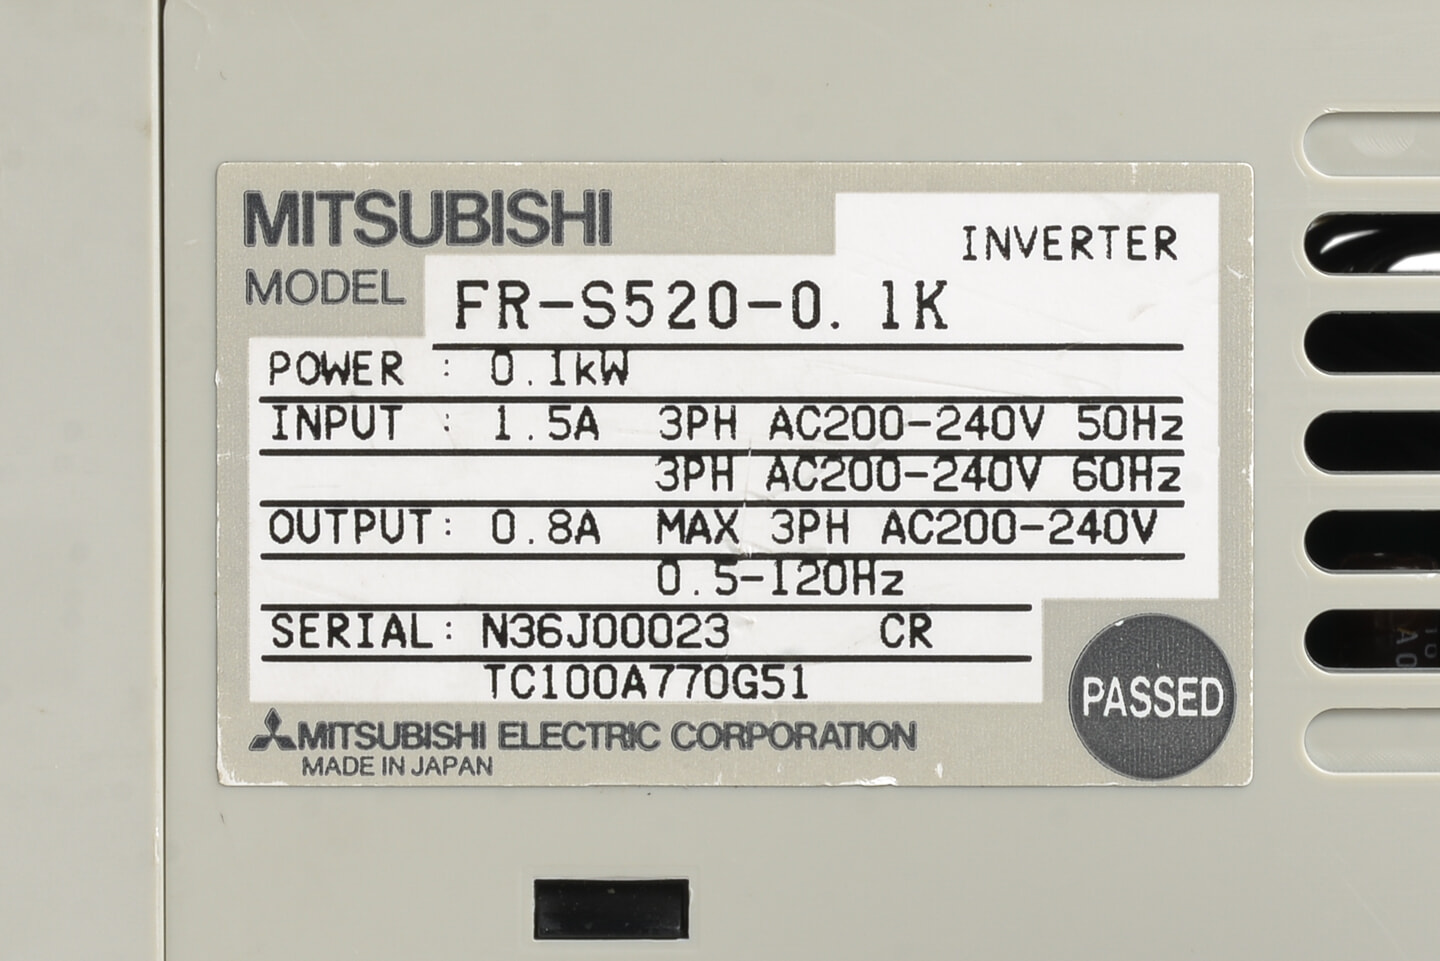 MITSUBISHI
INVERTER
MODEL FR-S520-0.1K
POWER : 0.1kW
INPUT : 1.5A 3PH AC200-240V 50Hz
3PH AC200-240V 60Hz
OUTPUT: 0.8A MAX 3PH AC200-240V
0.5-120Hz
SERIAL: N36J00023 CR
TC100A770G51
PASSED
MITSUBISHI ELECTRIC CORPORATION
MADE IN JAPAN